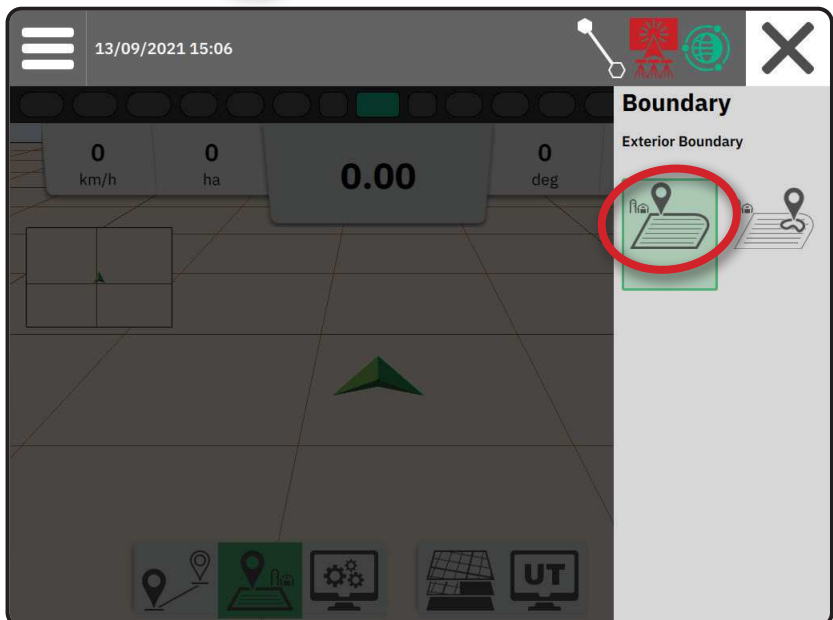 13/09/2021 15:06
Boundary
Exterior Boundary
0
km/h
0
ha
0.00
0
deg
UT